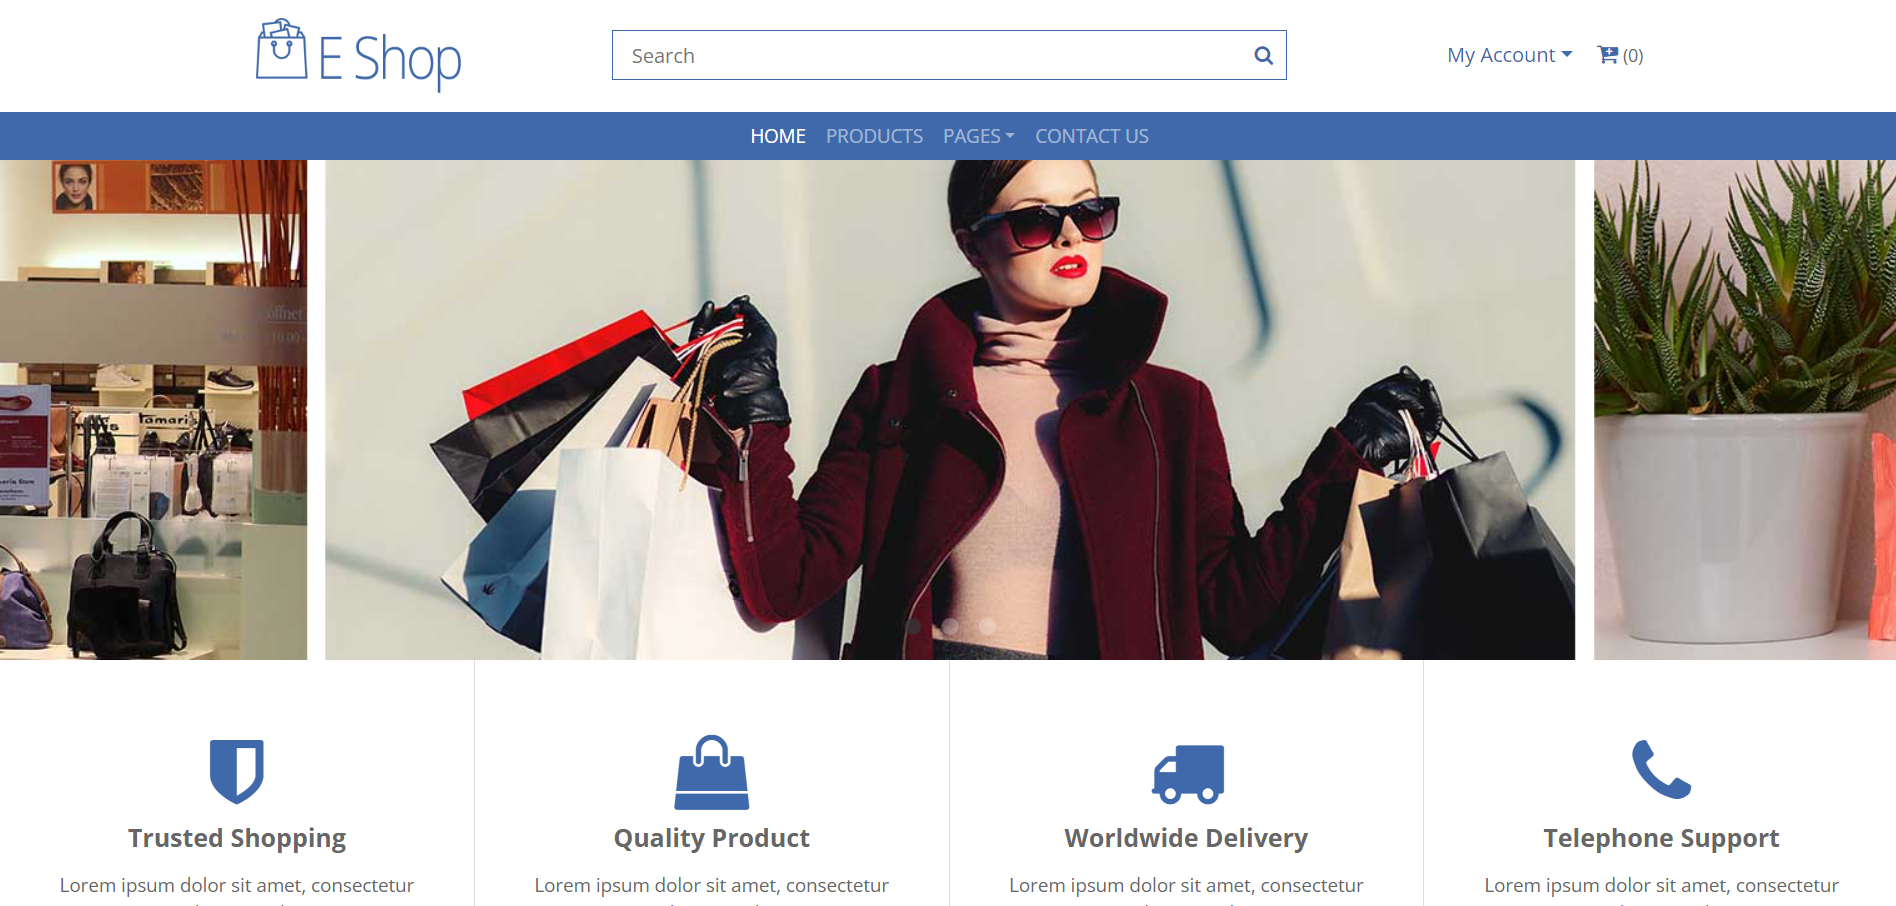 E Shop
Search
My Account
(0)
HOME PRODUCTS PAGES CONTACT US
Tamaris
Trusted Shopping
Lorem ipsum dolor sit amet, consectetur
Quality Product
Lorem ipsum dolor sit amet, consectetur
Worldwide Delivery
Lorem ipsum dolor sit amet, consectetur
Telephone Support
Lorem ipsum dolor sit amet, consectetur